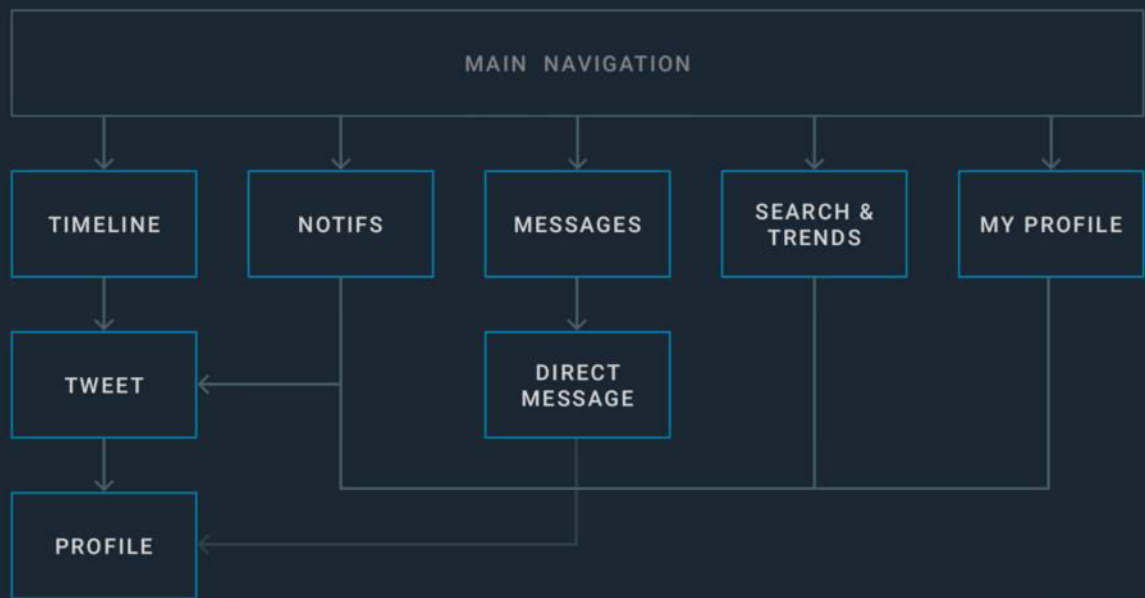 MAIN NAVIGATION
TIMELINE
NOTIFS
MESSAGES
SEARCH &
TRENDS
MY PROFILE
TWEET
DIRECT
MESSAGE
PROFILE